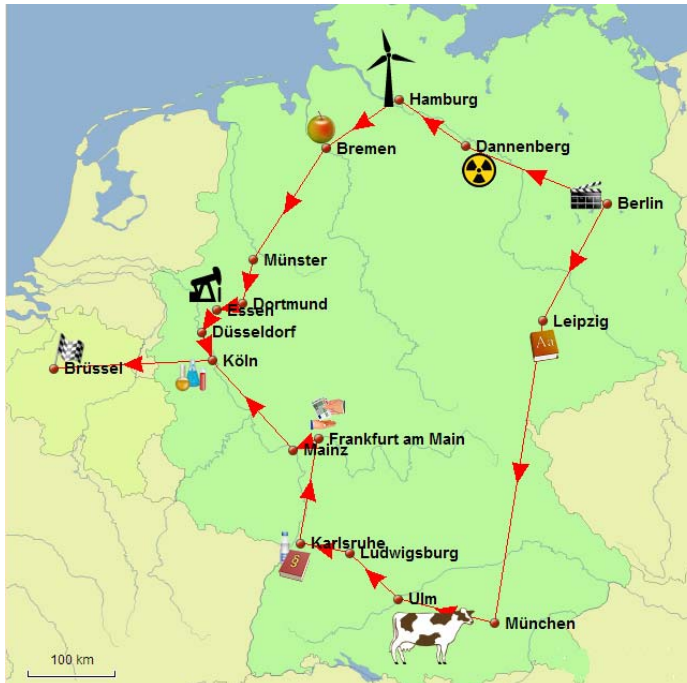 Hamburg
Dannenberg
Bremen
Berlin
Münster
Dortmund
Essen
Leipzig
Düsseldorf
Köln
Brüssel
Aa
Frankfurt am Main
Mainz
Karlsruhe
Ludwigsburg
§
Ulm
München
100 km